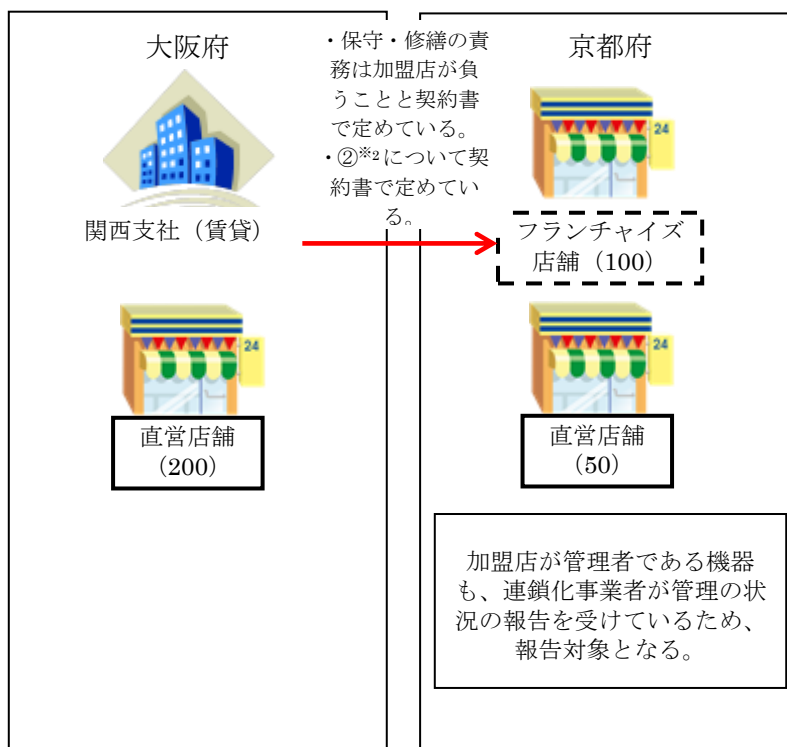 大阪府
関西支社（賃貸）
直営店舗
（200）
・保守・修繕の責
務は加盟店が負
うことと契約書
で定めている。
・②※2について契
約書で定めてい
る。
京都府
24
フランチャイズ
店舗（100）
24
24
直営店舗
（50）
加盟店が管理者である機器
も、連鎖化事業者が管理の状
況の報告を受けているため、
報告対象となる。